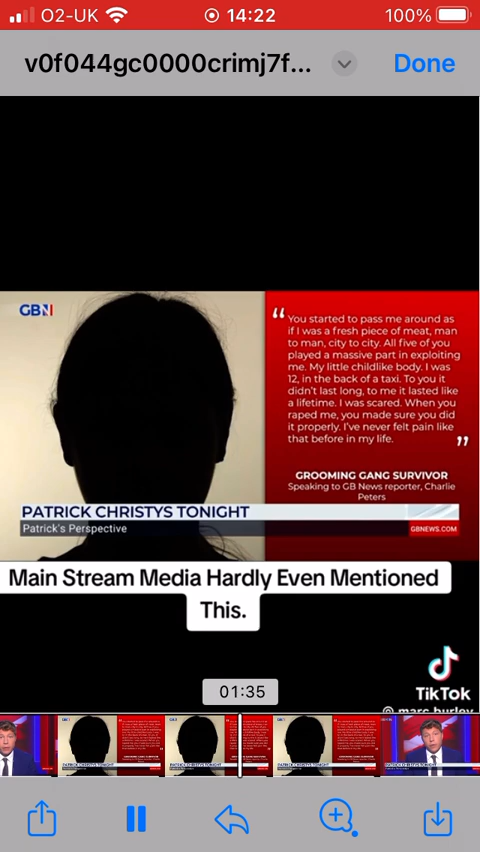 O2-UK
14:22
100%
v0f044gc0000crimj7f...
Done
GBN
“You started to pass me around as
if I was a fresh piece of meat, man
to man, city to city. All five of you
played a massive part in exploiting
me. My little childlike body. I was
12, in the back of a taxi. To you it
didn’t last long, to me it lasted like
a lifetime. I was scared. When you
raped me, you made sure you did
it properly. I’ve never felt pain like
that before in my life. ”
GROOMING GANG SURVIVOR
Speaking to GB News reporter, Charlie
Peters
PATRICK CHRISTYS TONIGHT
Patrick's Perspective
GBNEWS.COM
Main Stream Media Hardly Even Mentioned
This.
TikTok
@ marc.burley
01:35